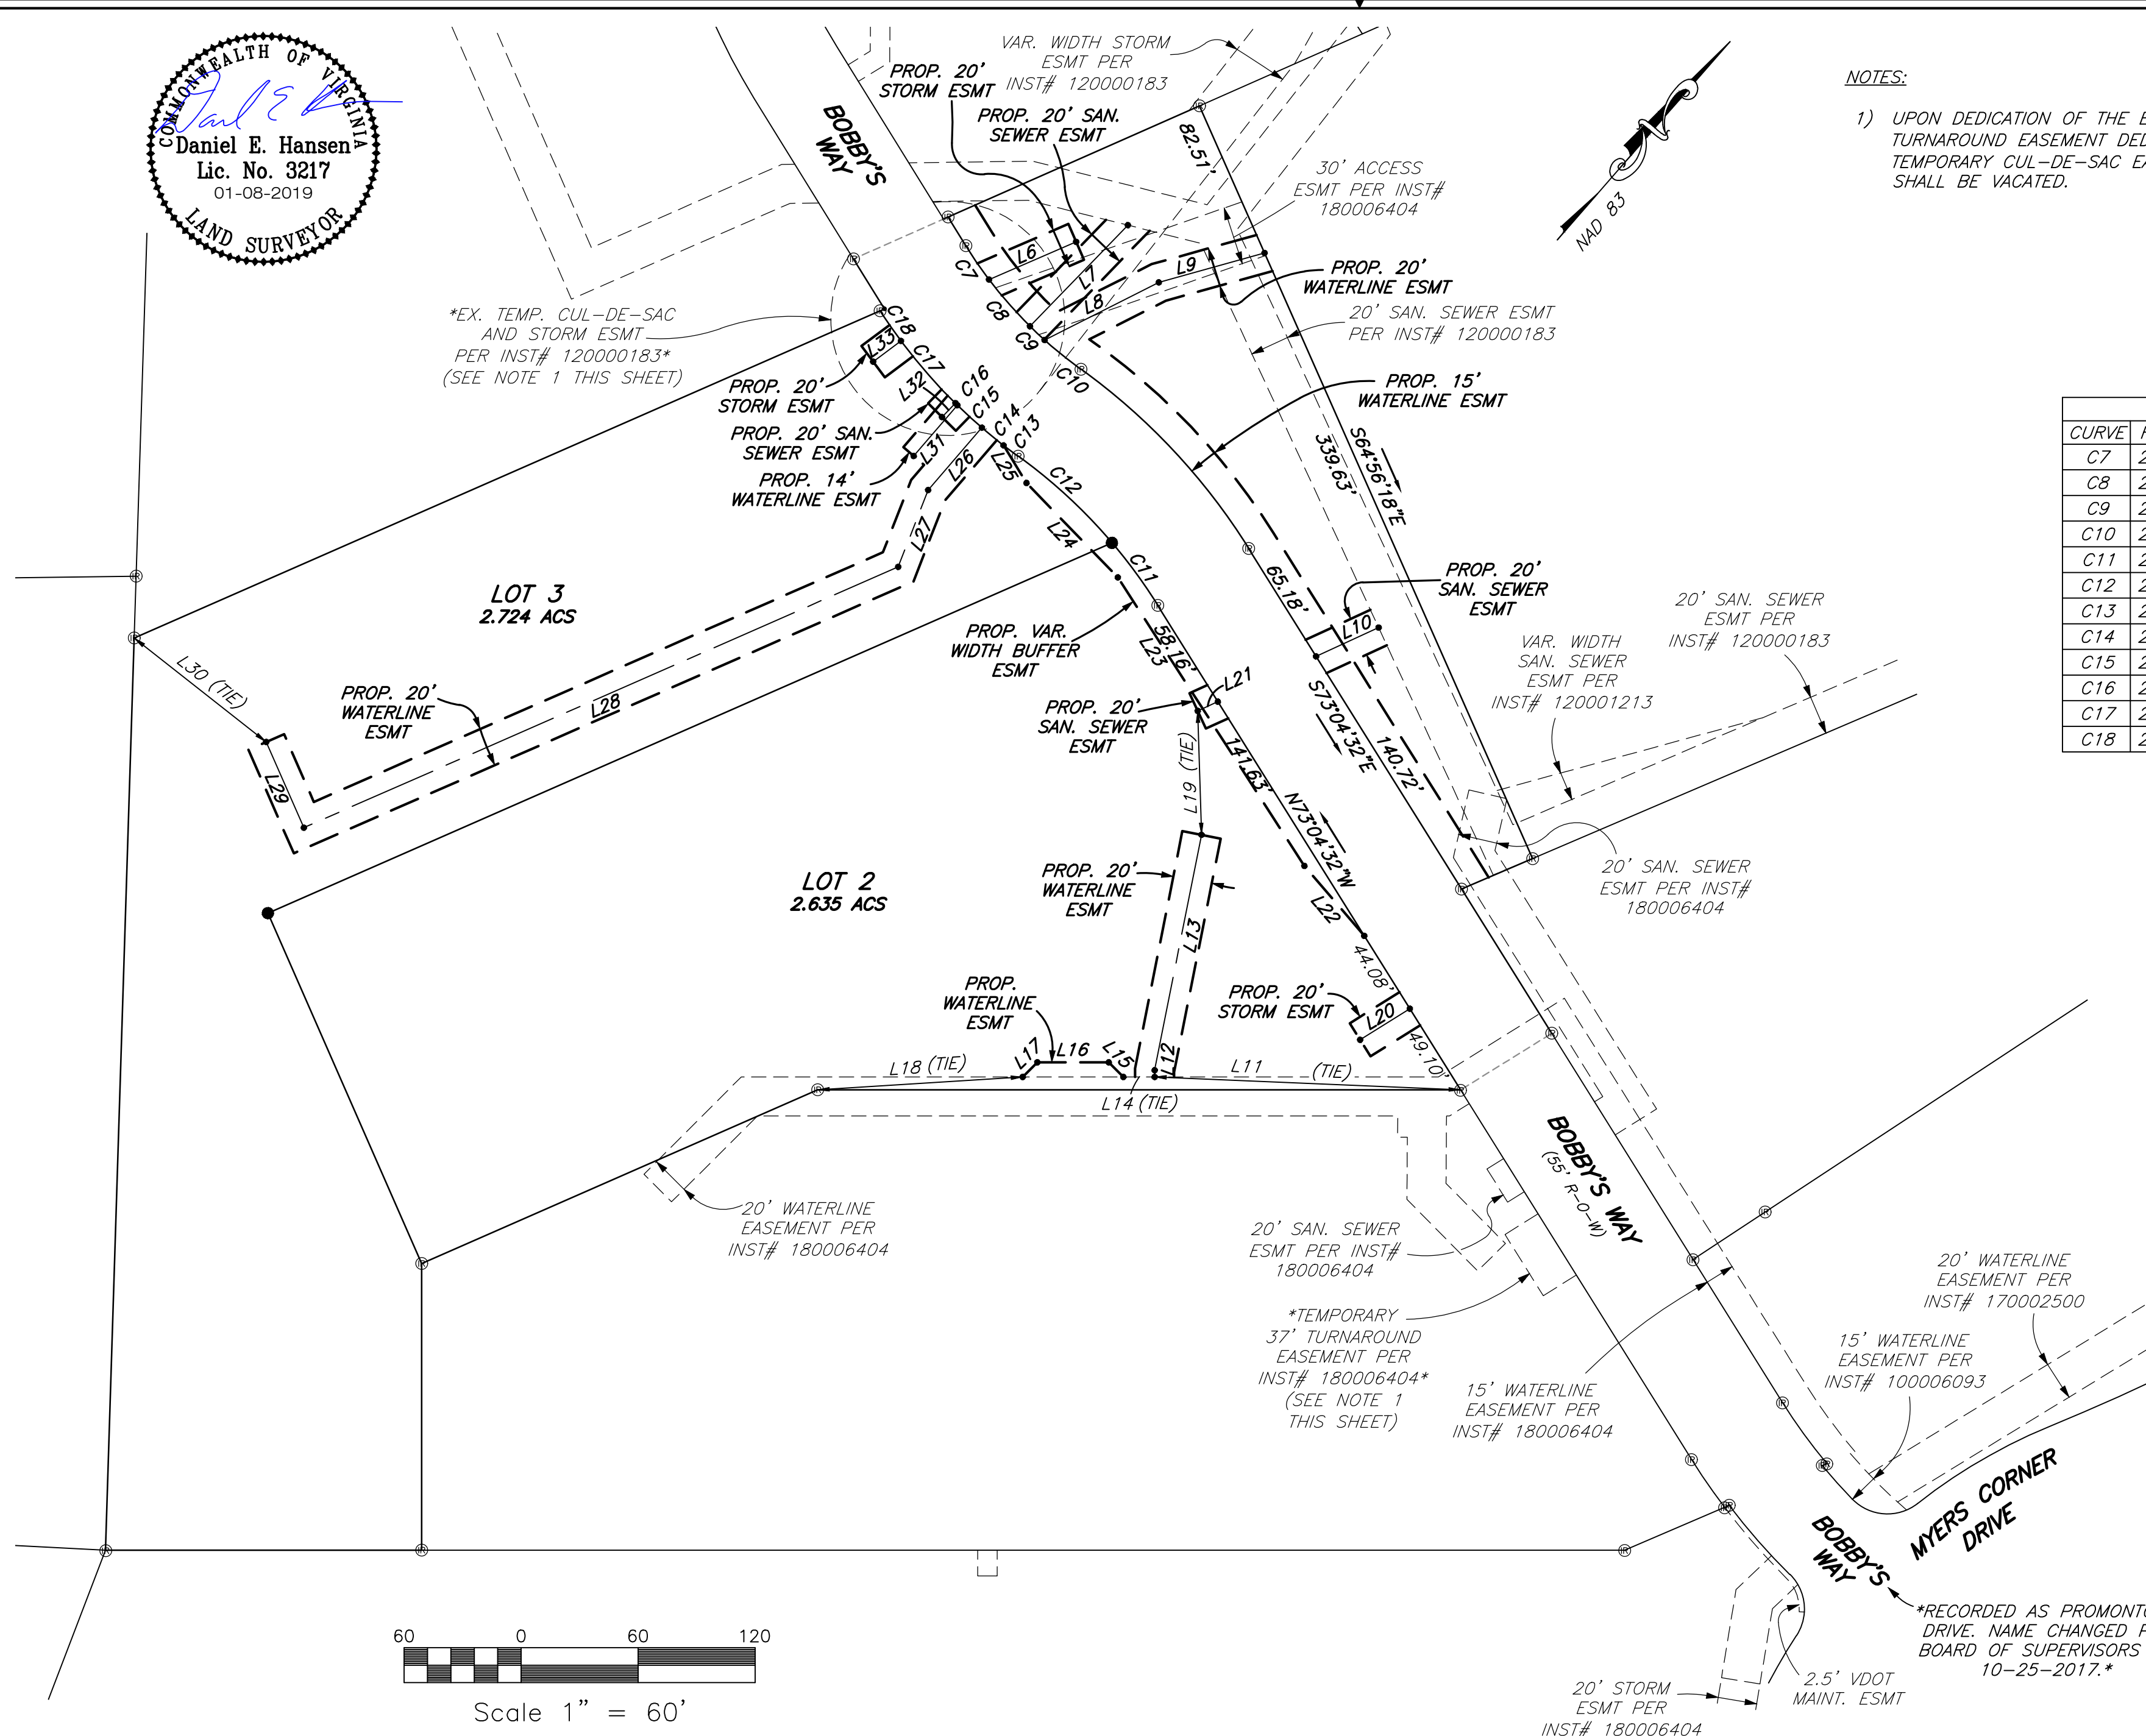 COMMONWEALTH OF VIRGINIA
Daniel E. Hansen
Lic. No. 3217
01-08-2019
LAND SURVEYOR
BOBBY'S
WAY
PROP. 20'
STORM ESMT
VAR. WIDTH STORM
ESMT PER
INST# 120000183
PROP. 20' SAN.
SEWER ESMT
82.51'
30' ACCESS
ESMT PER INST#
180006404
NAD 83
NOTES:
1) UPON DEDICATION OF THE
TURNAROUND EASEMENT
TEMPORARY CUL-DE-SAC
SHALL BE VACATED.
L6
L7
L8
L9
C7
C8
C9
C10
PROP. 20'
WATERLINE ESMT
20' SAN. SEWER ESMT
PER INST# 120000183
*EX. TEMP. CUL-DE-SAC
AND STORM ESMT
PER INST# 120000183*
(SEE NOTE 1 THIS SHEET)
C18
L33
C17
L32
C16
C15
C14
C13
PROP. 20'
STORM ESMT
PROP. 20' SAN.
SEWER ESMT
PROP. 14'
WATERLINE ESMT
L31
L26
L25
C12
L27
L24
C11
PROP. 15'
WATERLINE ESMT
339.63'
S64°56'18"E
CURVE
C7
C8
C9
C10
C11
C12
C13
C14
C15
C16
C17
C18
LOT 3
2.724 ACS
65.18'
PROP. 20'
SAN. SEWER
ESMT
L10
20' SAN. SEWER
ESMT PER
INST# 120000183
VAR. WIDTH
SAN. SEWER
ESMT PER
INST# 120001213
PROP. VAR.
WIDTH BUFFER
ESMT
58.16'
L23
L21
L30 (TIE)
PROP. 20'
WATERLINE
ESMT
L28
L29
PROP. 20'
SAN. SEWER
ESMT
L19 (TIE)
141.63'
S73°04'32"E
140.72'
N73°04'32"W
LOT 2
2.635 ACS
PROP. 20'
WATERLINE
ESMT
L13
L22
20' SAN. SEWER
ESMT PER INST#
180006404
44.08'
PROP.
WATERLINE
ESMT
PROP. 20'
STORM ESMT
L20
49.10'
L17
L16
L15
L12
L18 (TIE)
L11 (TIE)
L14 (TIE)
BOBBY'S WAY
(55' R-O-W)
20' WATERLINE
EASEMENT PER
INST# 180006404
20' SAN. SEWER
ESMT PER INST#
180006404
*TEMPORARY
37' TURNAROUND
EASEMENT PER
INST# 180006404*
(SEE NOTE 1
THIS SHEET)
15' WATERLINE
EASEMENT PER
INST# 180006404
20' WATERLINE
EASEMENT PER
INST# 170002500
15' WATERLINE
EASEMENT PER
INST# 100006093
MYERS CORNER
DRIVE
BOBBY'S
WAY
*RECORDED AS
DRIVE. NAME CHANGED
BOARD OF SUPERVISORS
10-25-2017.*
2.5' VDOT
MAINT. ESMT
20' STORM
ESMT PER
INST# 180006404
60 0 60 120
Scale 1" = 60'